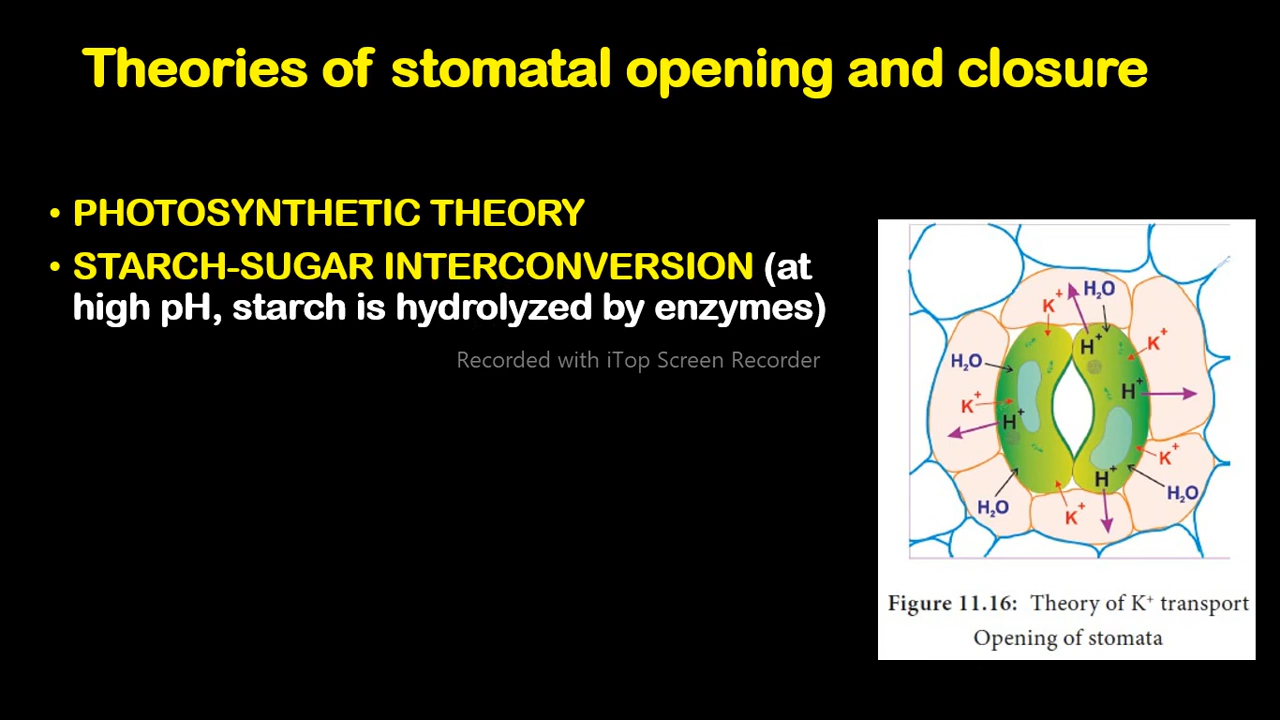 Theories of stomatal opening and closure
• PHOTOSYNTHETIC THEORY
• STARCH-SUGAR INTERCONVERSION (at
high pH, starch is hydrolyzed by enzymes)
Recorded with iTop Screen Recorder
K⁺
H₂O
H⁺
K⁺
H₂O
H⁺
K⁺
H⁺
K⁺
H⁺
H₂O
H₂O
K⁺
Figure 11.16: Theory of K⁺ transport
Opening of stomata